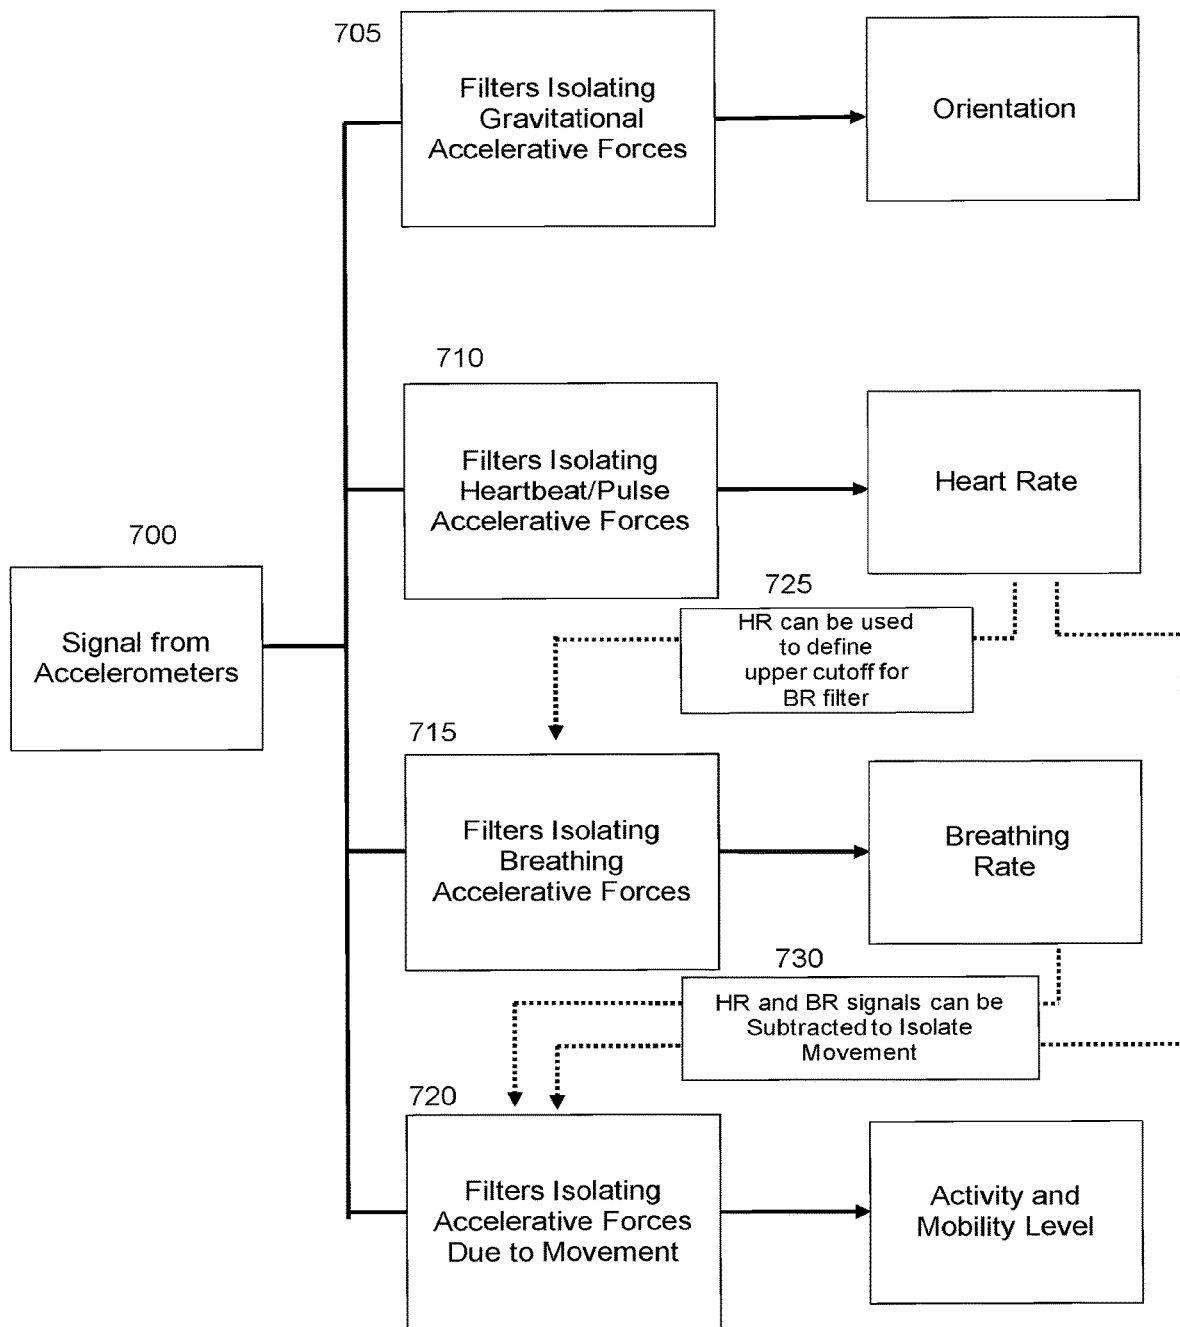 705
Filters Isolating
Gravitational
Accelerative Forces
Orientation
710
Filters Isolating
Heartbeat/Pulse
Accelerative Forces
Heart Rate
700
Signal from
Accelerometers
725
HR can be used
to define
upper cutoff for
BR filter
715
Filters Isolating
Breathing
Accelerative Forces
Breathing
Rate
730
HR and BR signals can be
Subtracted to Isolate
Movement
720
Filters Isolating
Accelerative Forces
Due to Movement
Activity and
Mobility Level